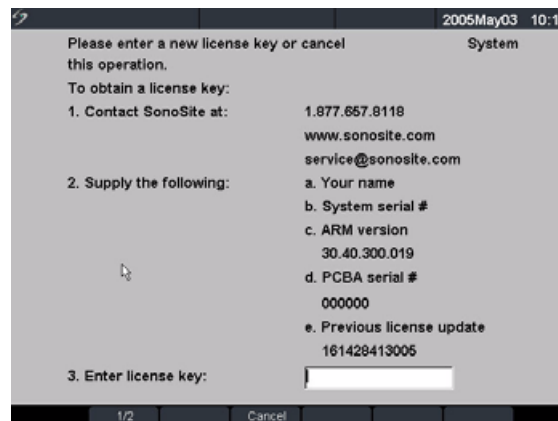 2005May03 10:1
Please enter a new license key or cancel System
this operation.
To obtain a license key:
1. Contact SonoSite at: 1.877.657.8118
www.sonosite.com
service@sonosite.com
2. Supply the following: a. Your name
b. System serial #
c. ARM version
30.40.300.019
d. PCBA serial #
000000
e. Previous license update
161428413005
3. Enter license key:
1/2 Cancel